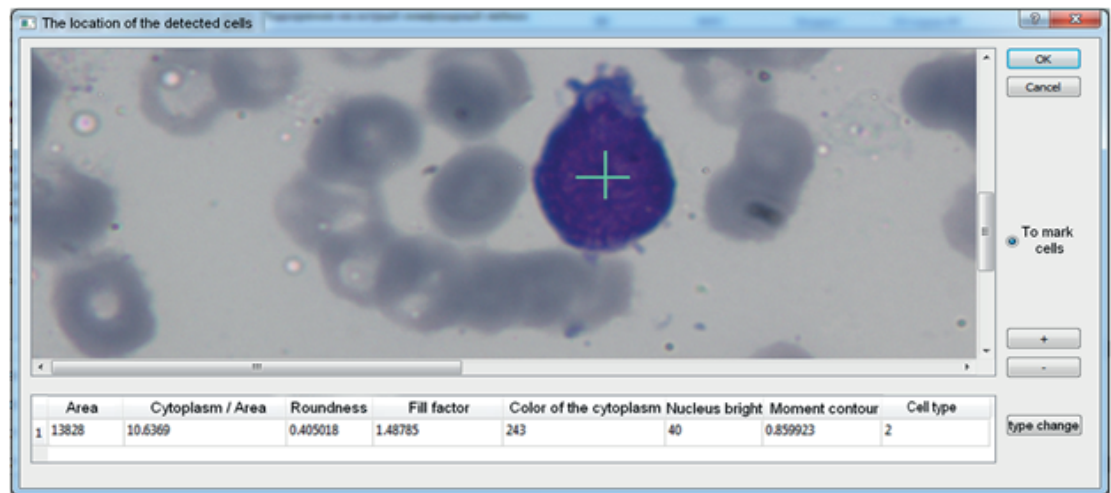 The location of the detected cells
OK
Cancel
To mark
cells
+
-
Area Cytoplasm / Area Roundness Fill factor Color of the cytoplasm Nucleus bright Moment contour Cell type
1 13828 10.6369 0.405018 1.48785 243 40 0.859923 2
type change